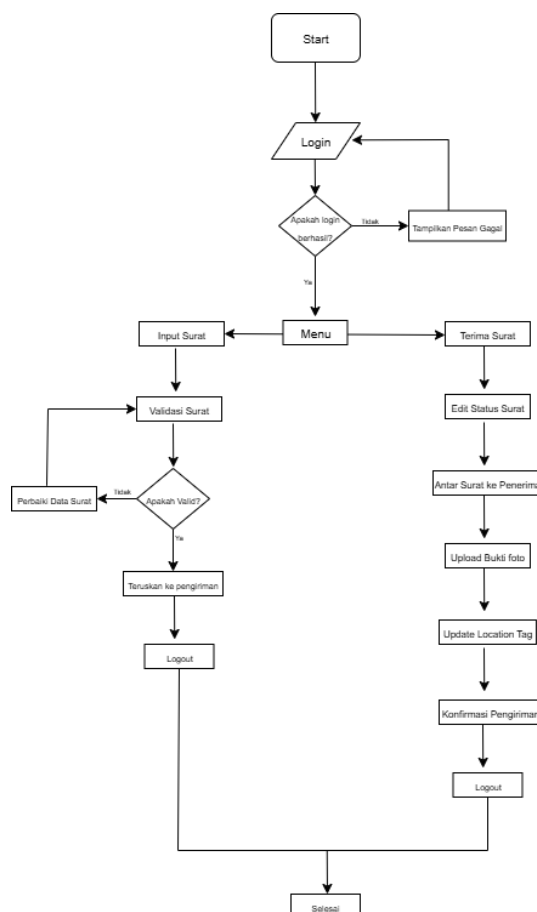 Start
Login
Apakah login
berhasil?
Tidak
Tampilkan Pesan Gagal
Ya
Input Surat
Menu
Terima Surat
Validasi Surat
Edit Status Surat
Perbaiki Data Surat
Tidak
Apakah Valid?
Antar Surat ke Penerima
Ya
Upload Bukti foto
Teruskan ke pengiriman
Update Location Tag
Logout
Konfirmasi Pengiriman
Logout
Selesai